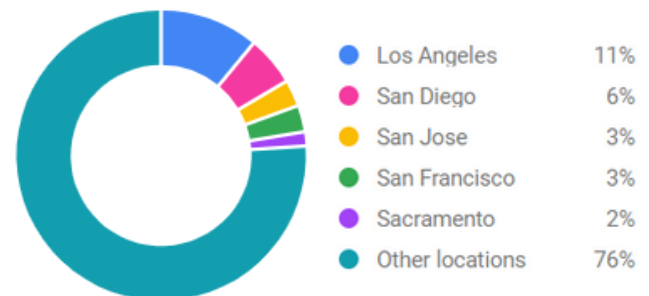 Los Angeles 11%
San Diego 6%
San Jose 3%
San Francisco 3%
Sacramento 2%
Other locations 76%